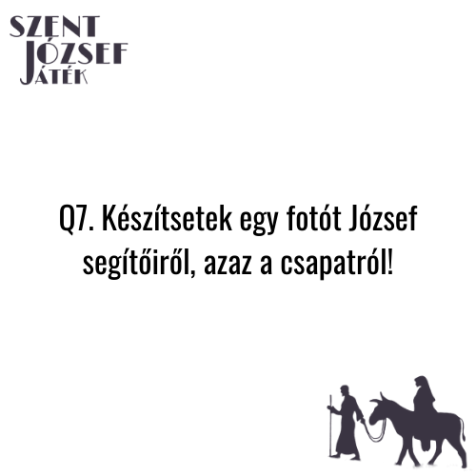 SZENT
JÓZSEF
JÁTÉK
Q7. Készítsetek egy fotót József
segítőiről, azaz a csapatról!